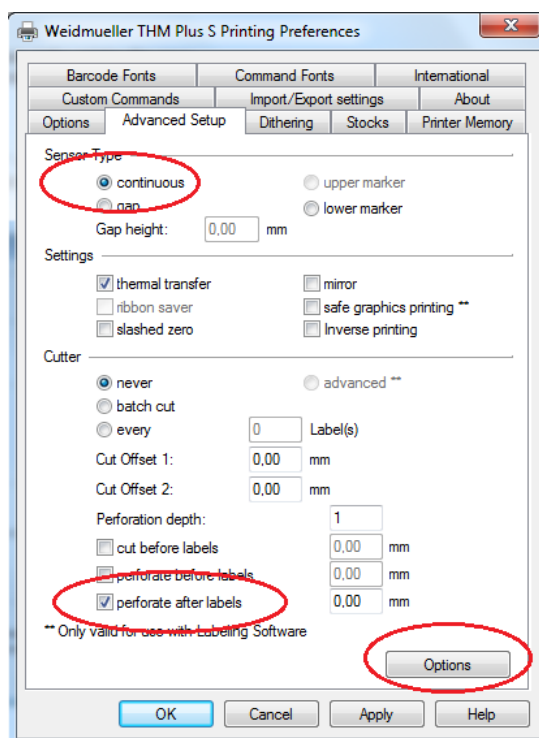 Weidmueller THM Plus S Printing Preferences
Barcode Fonts Command Fonts International
Custom Commands Import/Export settings About
Options Advanced Setup Dithering Stocks Printer Memory
Sensor Type
continuous upper marker
gap lower marker
Gap height: 0,00 mm
Settings
thermal transfer mirror
ribbon saver safe graphics printing **
slashed zero Inverse printing
Cutter
never advanced **
batch cut
every 0 Label(s)
Cut Offset 1: 0,00 mm
Cut Offset 2: 0,00 mm
Perforation depth: 1
cut before labels 0,00 mm
perforate before labels 0,00 mm
perforate after labels 0,00 mm
** Only valid for use with Labeling Software
Options
OK Cancel Apply Help